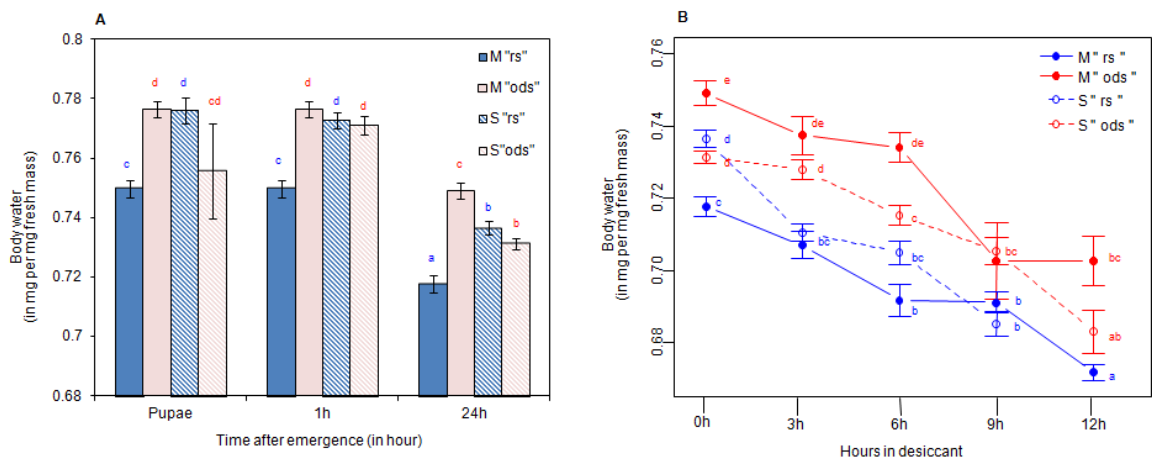 A
Body water
(in mg per mg fresh mass)
0.8
0.78
0.76
0.74
0.72
0.7
0.68
M "rs"
M"ods"
S"rs"
S"ods"
c
d
d
cd
c
d
d
d
a
c
b
b
Pupae
1h
24h
Time after emergence (in hour)
B
Body water
(in mg per mg fresh mass)
0.76
0.74
0.72
0.70
0.68
M" rs "
M" ods "
S" rs "
S" ods "
e
de
de
d
d
d
c
c
bc
bc
bc
bc
b
b
b
ab
a
0h
3h
6h
9h
12h
Hours in desiccant